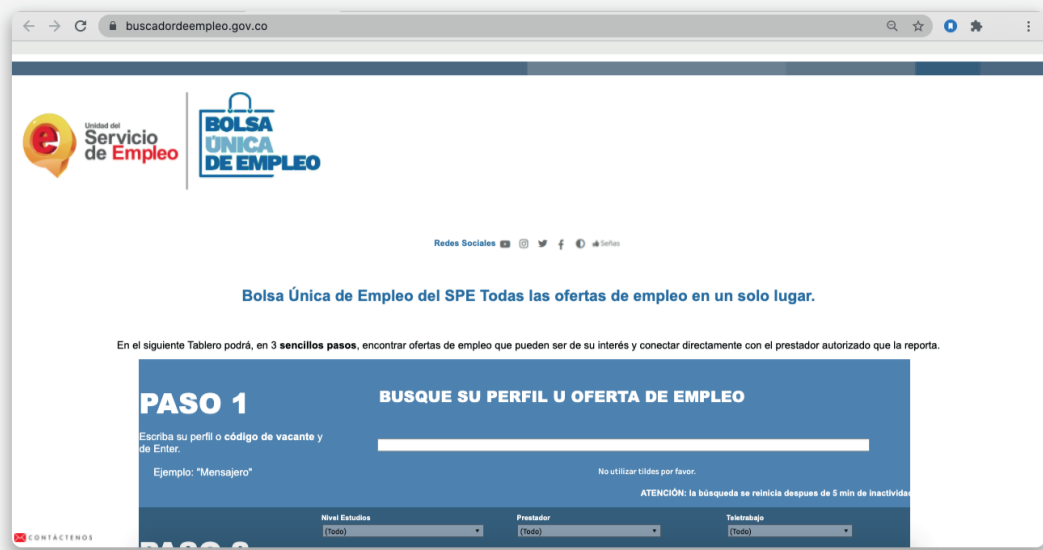 buscadordeempleo.gov.co
Unidad del
Servicio
de Empleo
BOLSA
ÚNICA
DE EMPLEO
Redes Sociales
Señas
Bolsa Única de Empleo del SPE Todas las ofertas de empleo en un solo lugar.
En el siguiente Tablero podrá, en 3 sencillos pasos, encontrar ofertas de empleo que pueden ser de su interés y conectar directamente con el prestador autorizado que la reporta.
PASO 1
BUSQUE SU PERFIL U OFERTA DE EMPLEO
Escriba su perfil o código de vacante y
de Enter.
Ejemplo: "Mensajero"
No utilizar tildes por favor.
ATENCIÓN: la búsqueda se reinicia despues de 5 min de inactividad
Nivel Estudios
Prestador
Teletrabajo
(Todo)
(Todo)
(Todo)
CONTÁCTENOS